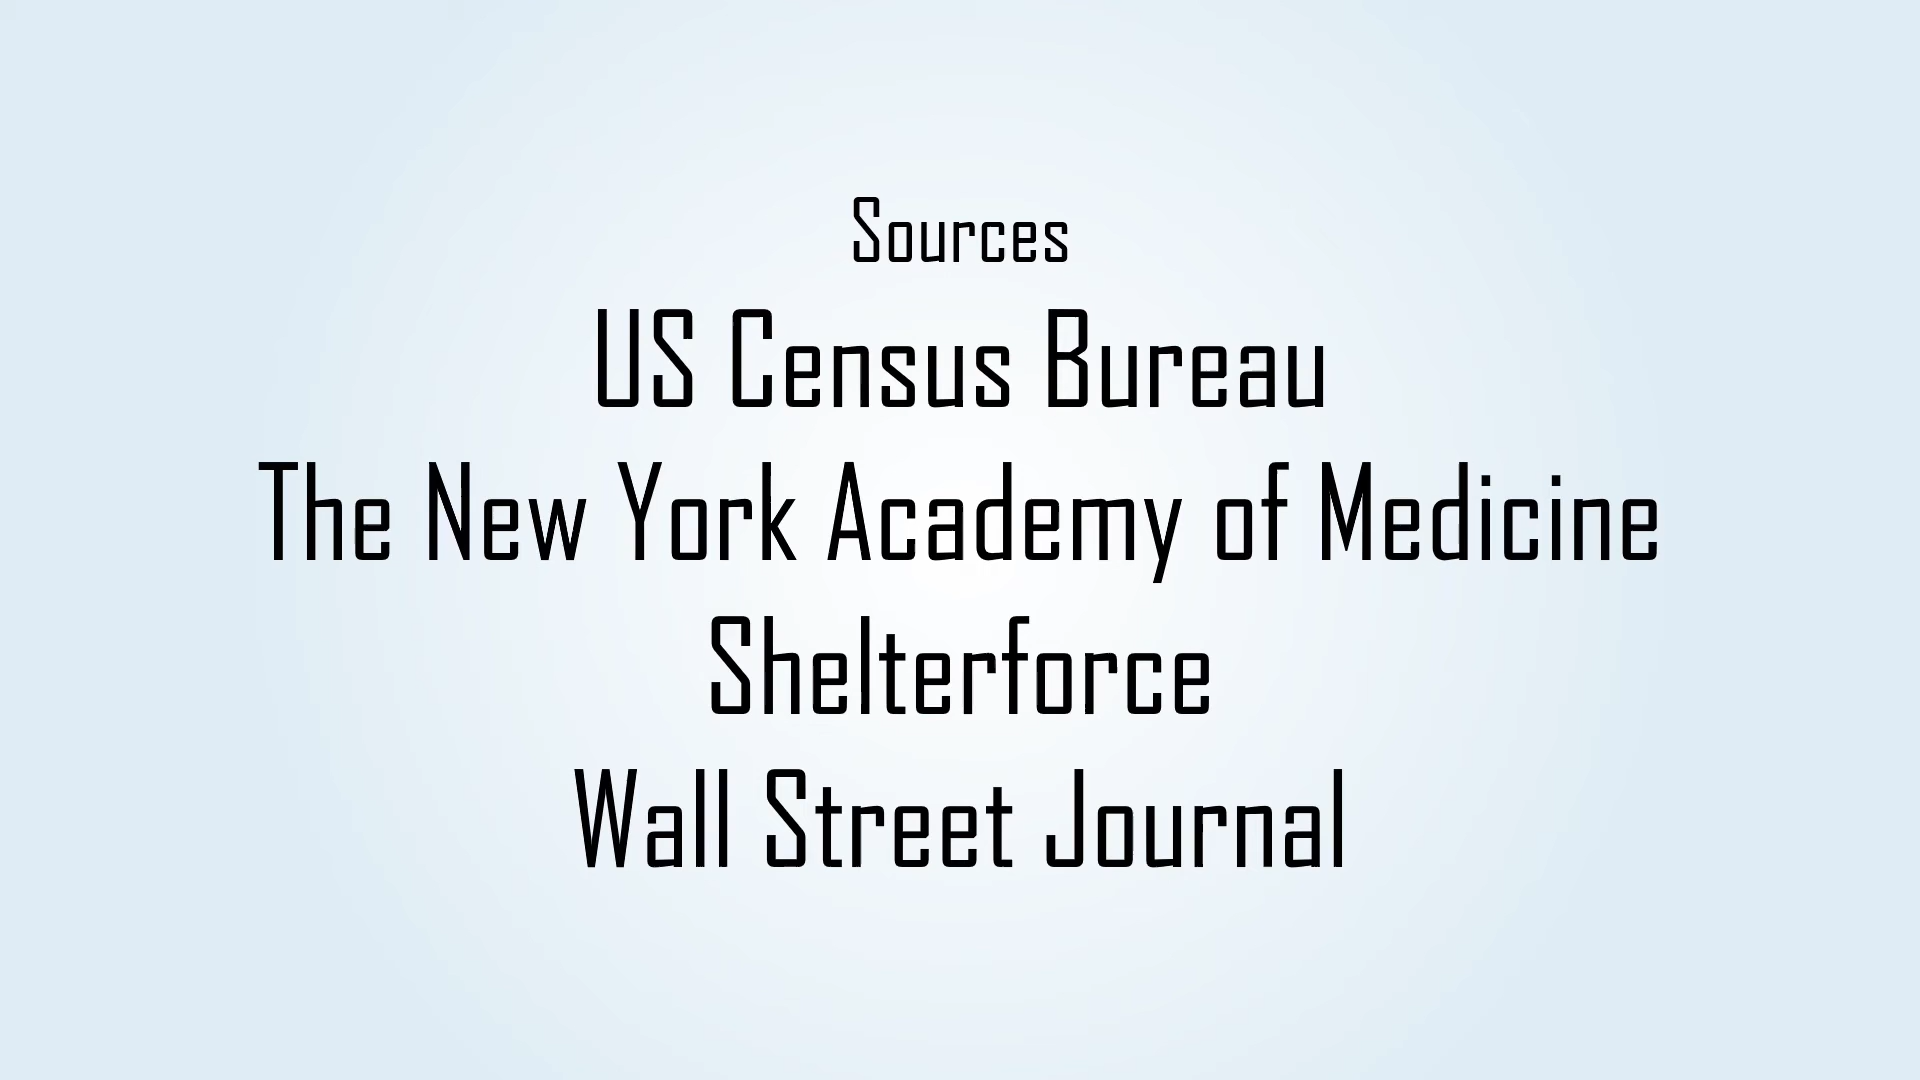 Sources
US Census Bureau
The New York Academy of Medicine
Shelterforce
Wall Street Journal